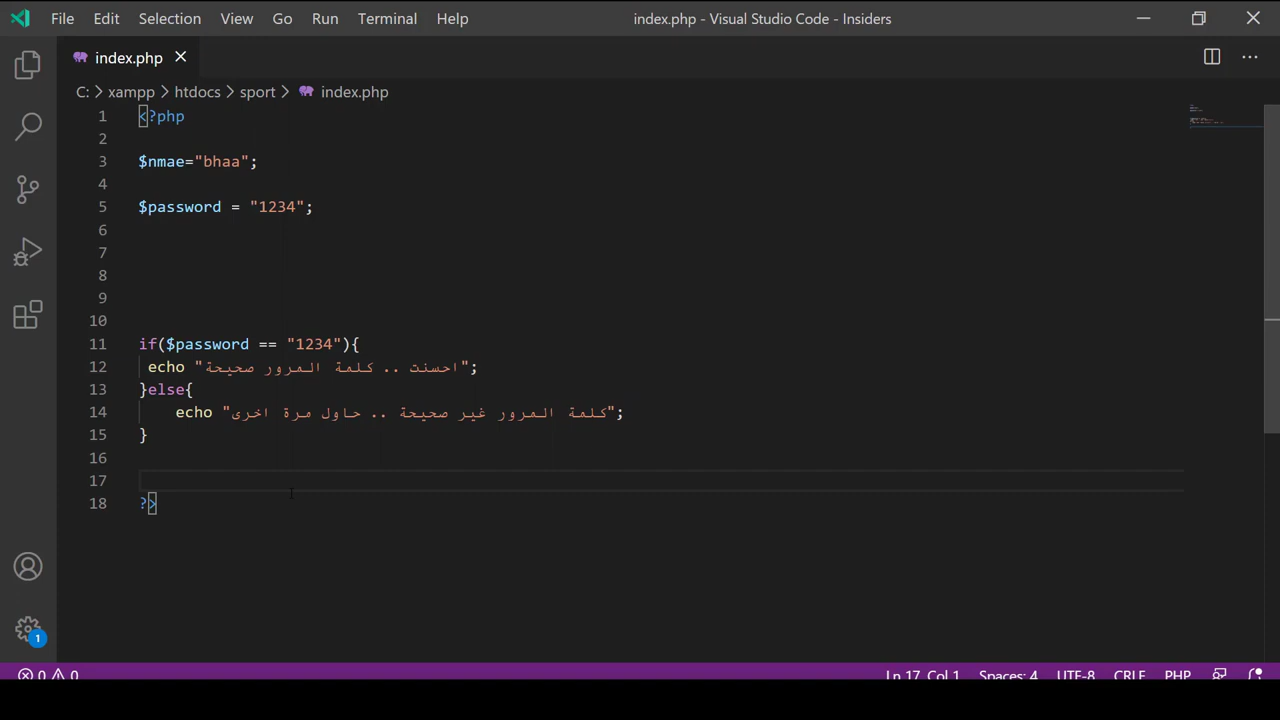 File Edit Selection View Go Run Terminal Help index.php - Visual Studio Code - Insiders
index.php
C: > xampp > htdocs > sport > index.php
1 <?php
2
3 $nmae="bhaa";
4
5 $password = "1234";
6
7
8
9
10
11 if($password == "1234"){
12 echo "احسنت .. كلمة المرور صحيحة";
13 }else{
14 echo "كلمة المرور غير صحيحة .. حاول مرة اخرى";
15 }
16
17
18 ?>
1
0 0 Ln 17, Col 1 Spaces: 4 UTF-8 CRLF PHP